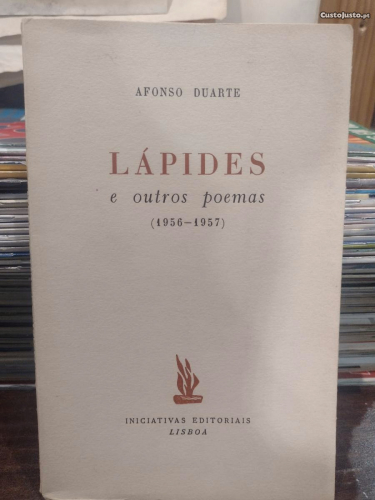 CustoJusto.pt
AFONSO DUARTE
LÁPIDES
e outros poemas
(1956-1957)
INICIATIVAS EDITORIAIS
LISBOA